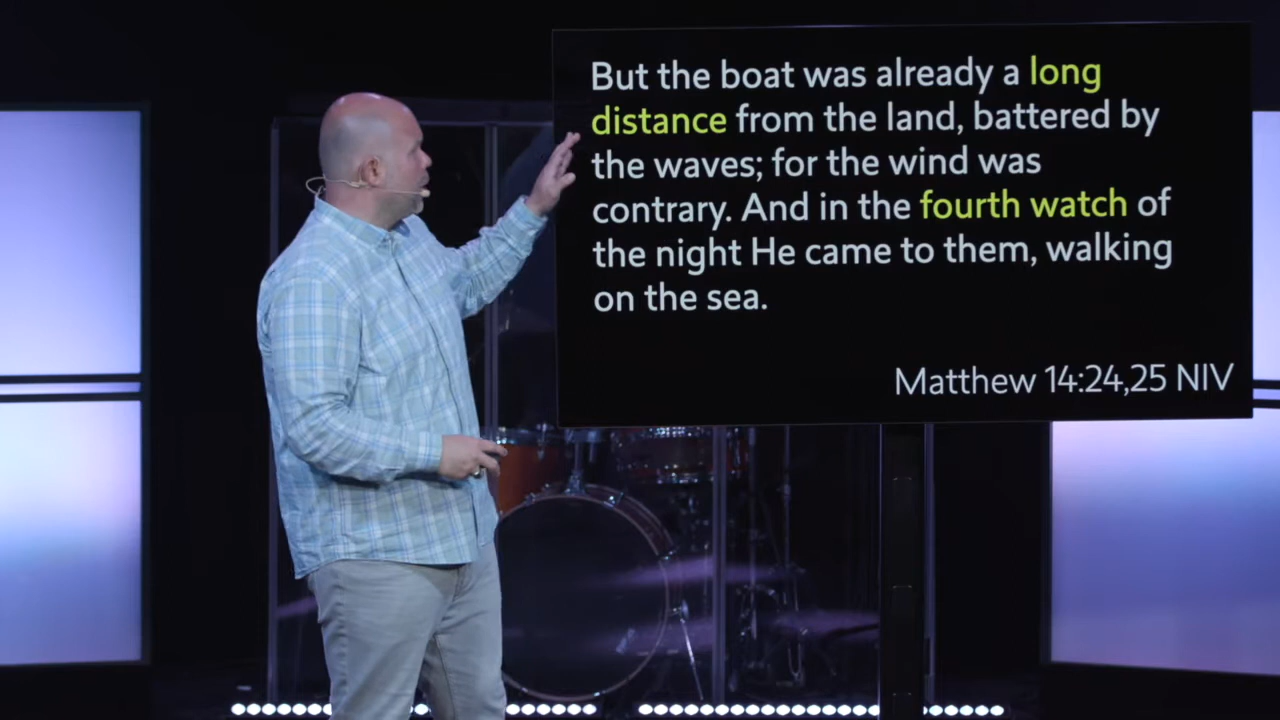 But the boat was already a long
distance from the land, battered by
the waves; for the wind was
contrary. And in the fourth watch of
the night He came to them, walking
on the sea.
Matthew 14:24,25 NIV